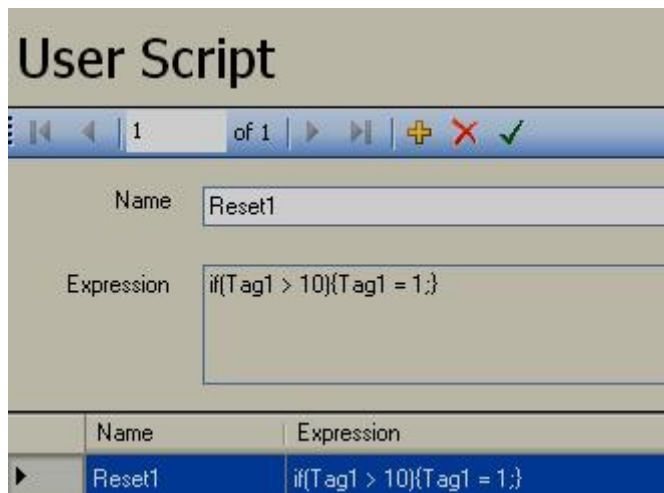 User Script
1 of 1
Name Reset1
Expression if(Tag1 > 10){Tag1 = 1;}
Name Expression
Reset1 if(Tag1 > 10){Tag1 = 1;}